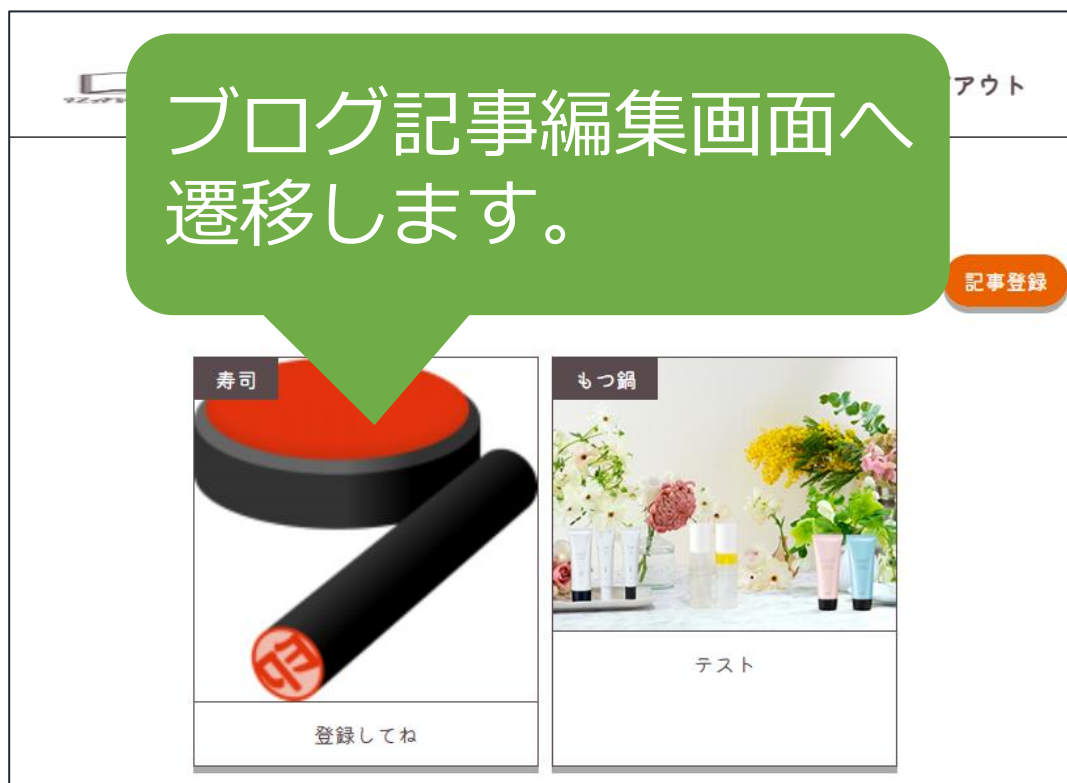 ブログ記事編集画面へ
遷移します。
アウト
記事登録
寿司
もつ鍋
印
テスト
登録してね